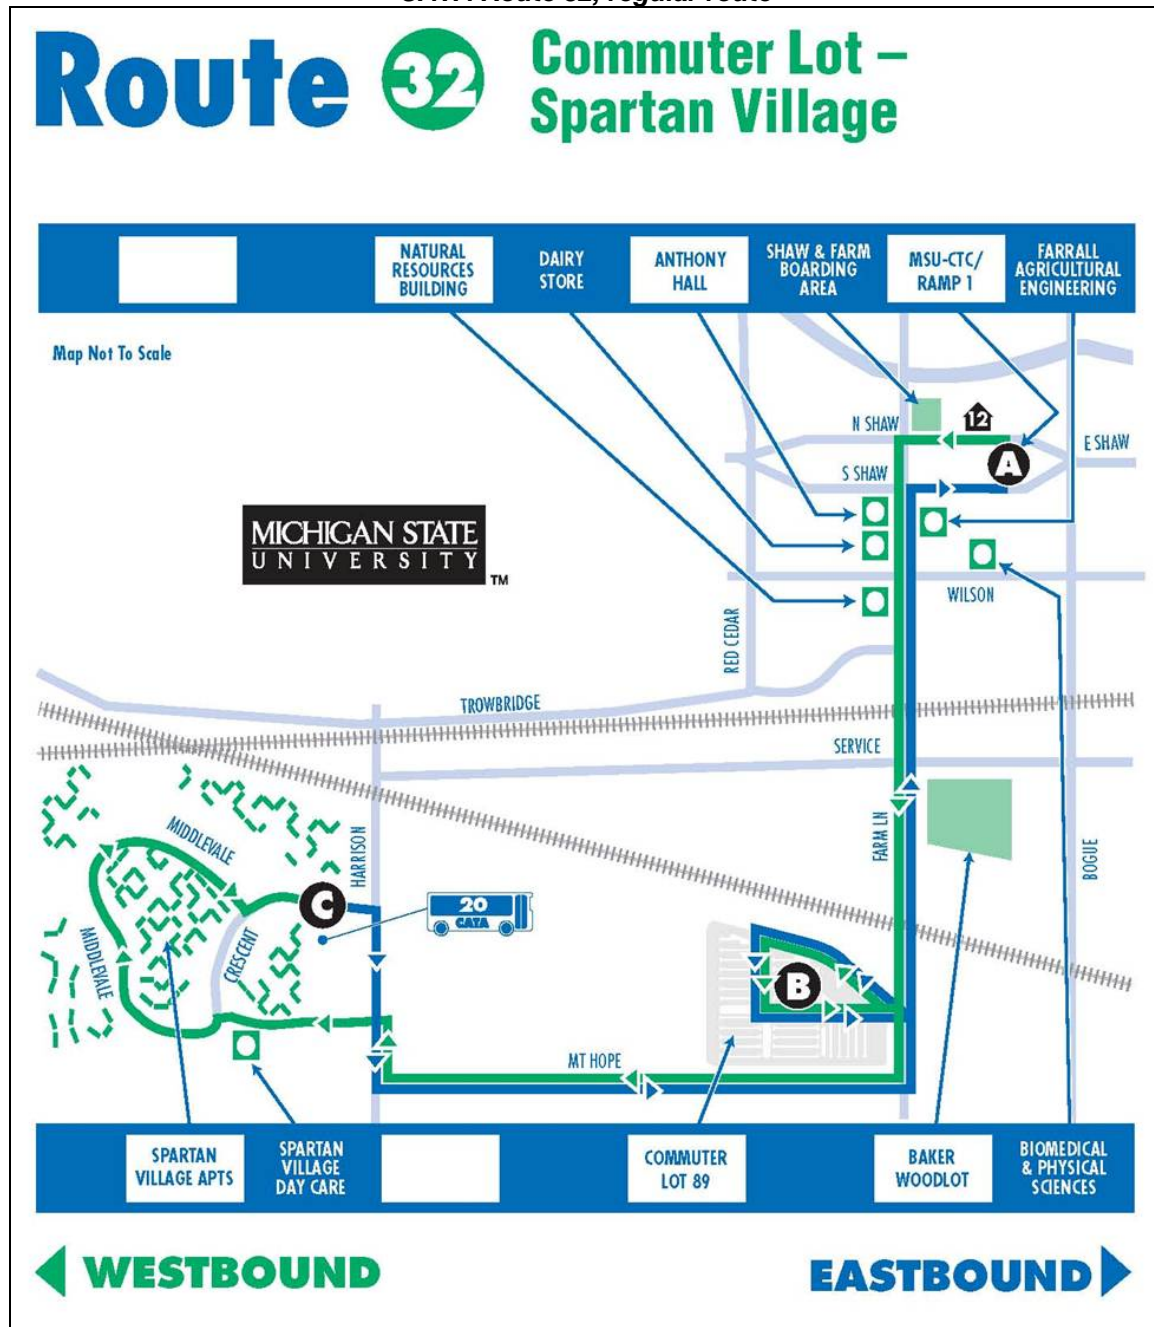 Route 32
Commuter Lot –
Spartan Village
NATURAL
RESOURCES
BUILDING
DAIRY
STORE
ANTHONY
HALL
SHAW & FARM
BOARDING
AREA
MSU-CTC/
RAMP 1
FARRALL
AGRICULTURAL
ENGINEERING
Map Not To Scale
N SHAW
12
E SHAW
A
S SHAW
MICHIGAN STATE
UNIVERSITY
TM
WILSON
RED CEDAR
TROWBRIDGE
SERVICE
MIDDLEVALE
HARRISON
FARM LN
BOGUE
C
20
CATA
MIDDLEVALE
CRESCENT
B
MT HOPE
SPARTAN
VILLAGE APTS
SPARTAN
VILLAGE
DAY CARE
COMMUTER
LOT 89
BAKER
WOODLOT
BIOMEDICAL
& PHYSICAL
SCIENCES
WESTBOUND
EASTBOUND